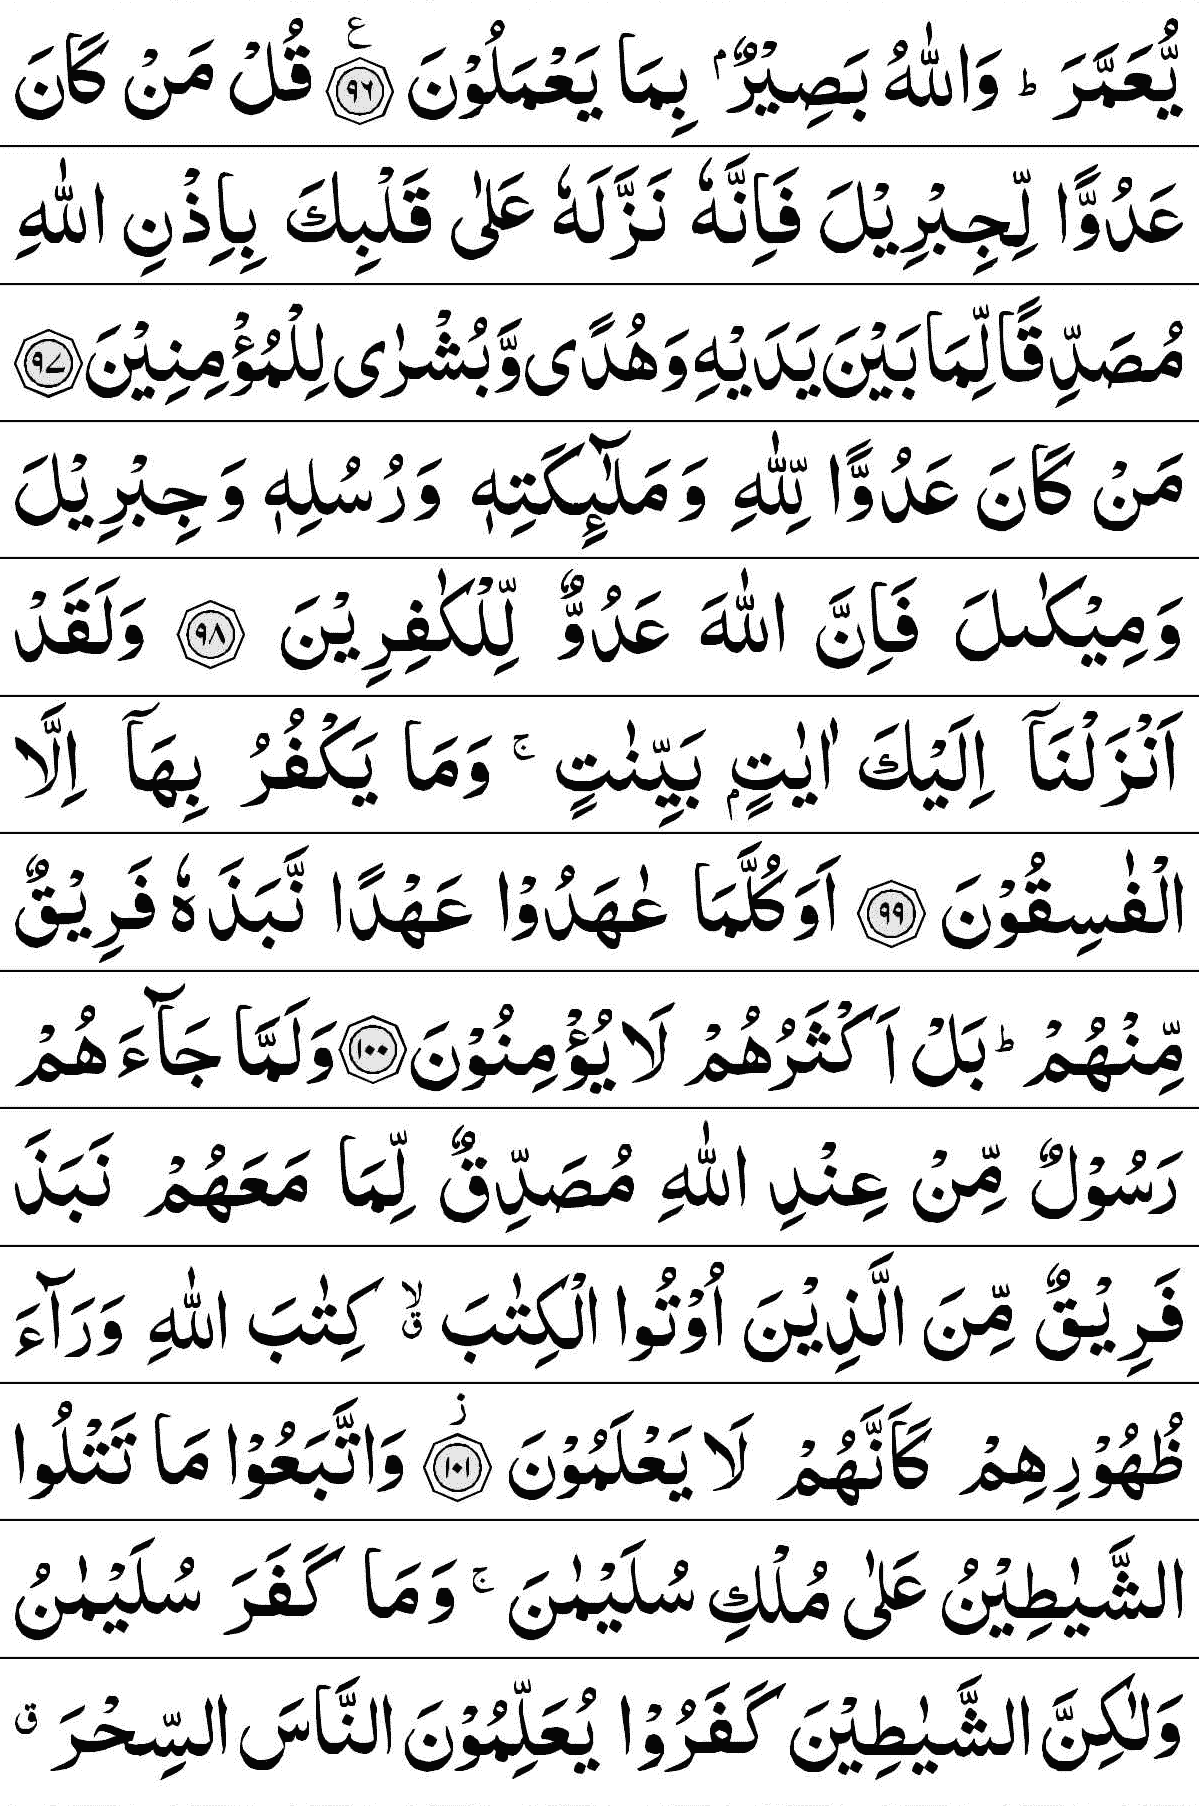 يُّعَمَّرَ ؕ وَاللّٰهُ بَصِيْرٌۢ بِمَا يَعْمَلُوْنَ ﴿٩٦﴾ ع قُلْ مَنْ كَانَ
عَدُوًّا لِّجِبْرِيْلَ فَاِنَّهٗ نَزَّلَهٗ عَلٰى قَلْبِكَ بِاِذْنِ اللّٰهِ
مُصَدِّقًا لِّمَا بَيْنَ يَدَيْهِ وَهُدًى وَّبُشْرٰى لِلْمُؤْمِنِيْنَ ﴿٩٧﴾
مَنْ كَانَ عَدُوًّا لِّلّٰهِ وَمَلٰٓئِكَتِهٖ وَرُسُلِهٖ وَجِبْرِيْلَ
وَمِيْكٰىلَ فَاِنَّ اللّٰهَ عَدُوٌّ لِّلْكٰفِرِيْنَ ﴿٩٨﴾ وَلَقَدْ
اَنْزَلْنَآ اِلَيْكَ اٰيٰتٍۭ بَيِّنٰتٍ ۚ وَمَا يَكْفُرُ بِهَآ اِلَّا
الْفٰسِقُوْنَ ﴿٩٩﴾ اَوَكُلَّمَا عٰهَدُوْا عَهْدًا نَّبَذَهٗ فَرِيْقٌ
مِّنْهُمْ ؕ بَلْ اَكْثَرُهُمْ لَا يُؤْمِنُوْنَ ﴿١٠٠﴾ وَلَمَّا جَآءَهُمْ
رَسُوْلٌ مِّنْ عِنْدِ اللّٰهِ مُصَدِّقٌ لِّمَا مَعَهُمْ نَبَذَ
فَرِيْقٌ مِّنَ الَّذِيْنَ اُوْتُوا الْكِتٰبَ ۙق كِتٰبَ اللّٰهِ وَرَآءَ
ظُهُوْرِهِمْ كَاَنَّهُمْ لَا يَعْلَمُوْنَ ﴿١٠١﴾ ز وَاتَّبَعُوْا مَا تَتْلُوا
الشَّيٰطِيْنُ عَلٰى مُلْكِ سُلَيْمٰنَ ۚ وَمَا كَفَرَ سُلَيْمٰنُ
وَلٰكِنَّ الشَّيٰطِيْنَ كَفَرُوْا يُعَلِّمُوْنَ النَّاسَ السِّحْرَ ق